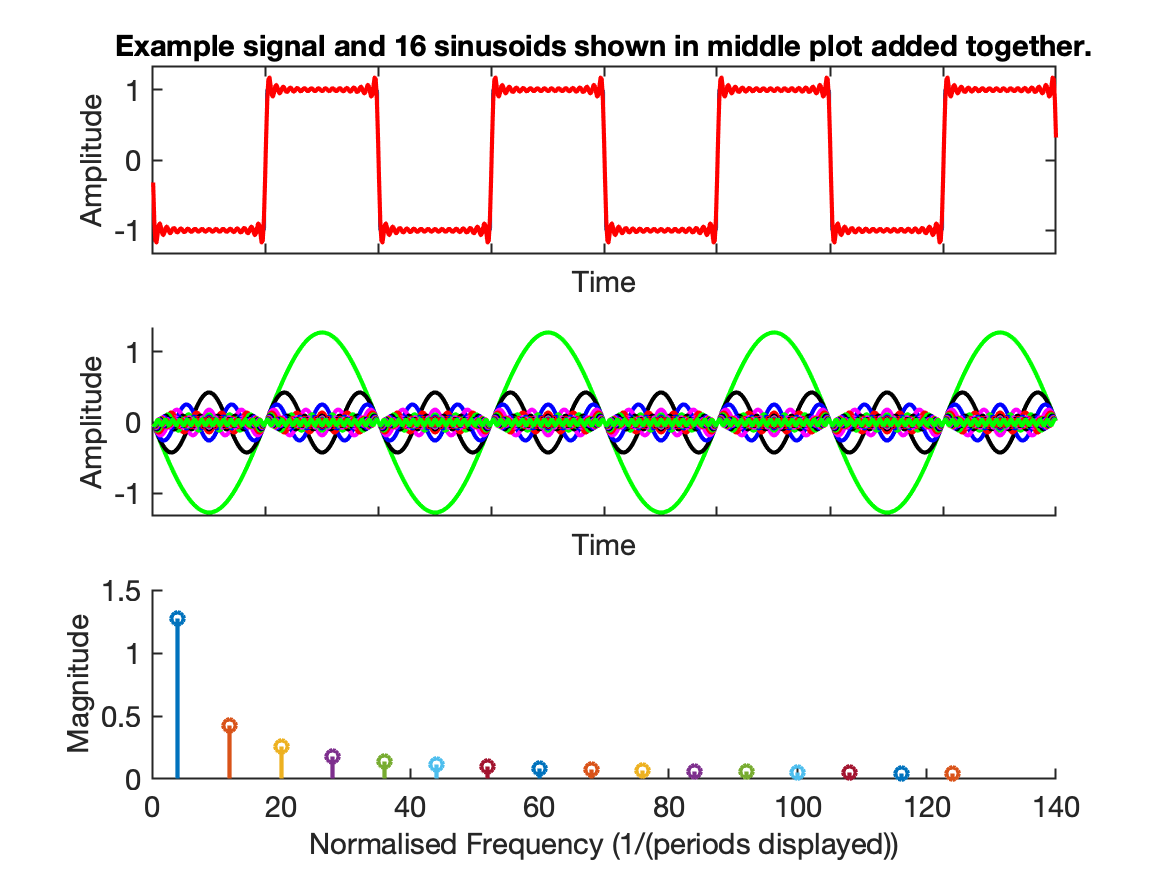 Example signal and 16 sinusoids shown in middle plot added together.
Amplitude
1
0
-1
Time
Amplitude
1
0
-1
Time
Magnitude
1.5
1
0.5
0
0 20 40 60 80 100 120 140
Normalised Frequency (1/(periods displayed))